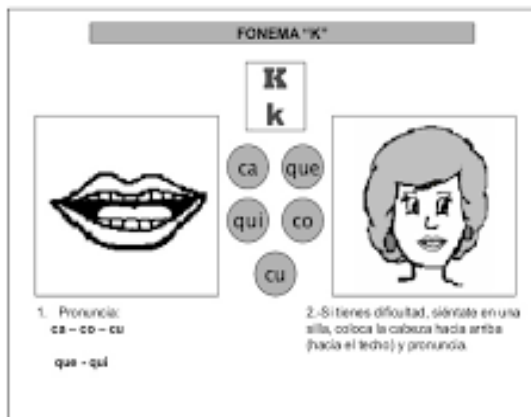 FONEMA "K"
K
k
ca que
qui co
cu
1. Pronuncia:
ca – co – cu
que - qui
2.-Si tienes dificultad, siéntate en una
silla, coloca la cabeza hacia arriba
(hacia el techo) y pronuncia.